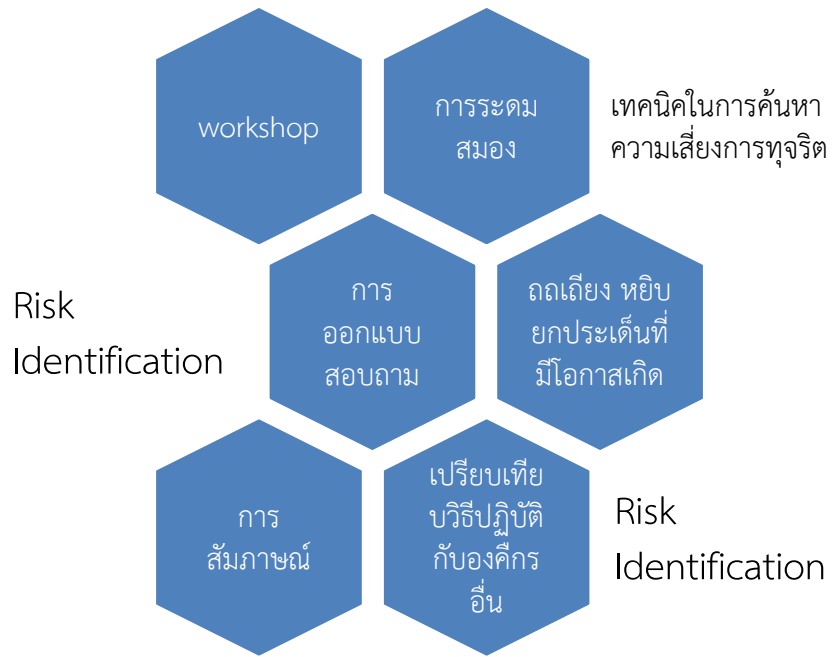 workshop
การระดม
สมอง
เทคนิคในการค้นหา
ความเสี่ยงการทุจริต
Risk
Identification
การ
ออกแบบ
สอบถาม
ถถเถียง หยิบ
ยกประเด็นที่
มีโอกาสเกิด
การ
สัมภาษณ์
เปรียบเทีย
บวิธีปฏิบัติ
กับองคืกร
อื่น
Risk
Identification